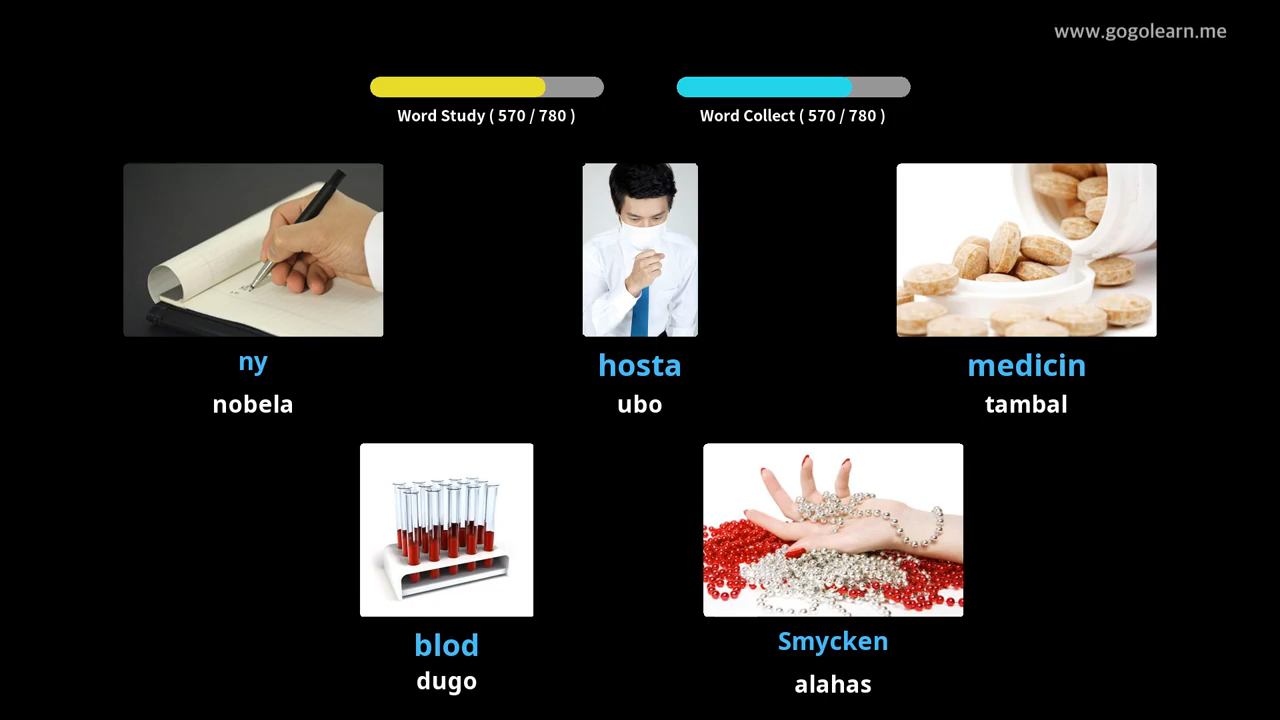 www.gogolearn.me
Word Study ( 570 / 780 )
Word Collect ( 570 / 780 )
ny
nobela
hosta
ubo
medicin
tambal
blod
dugo
Smycken
alahas